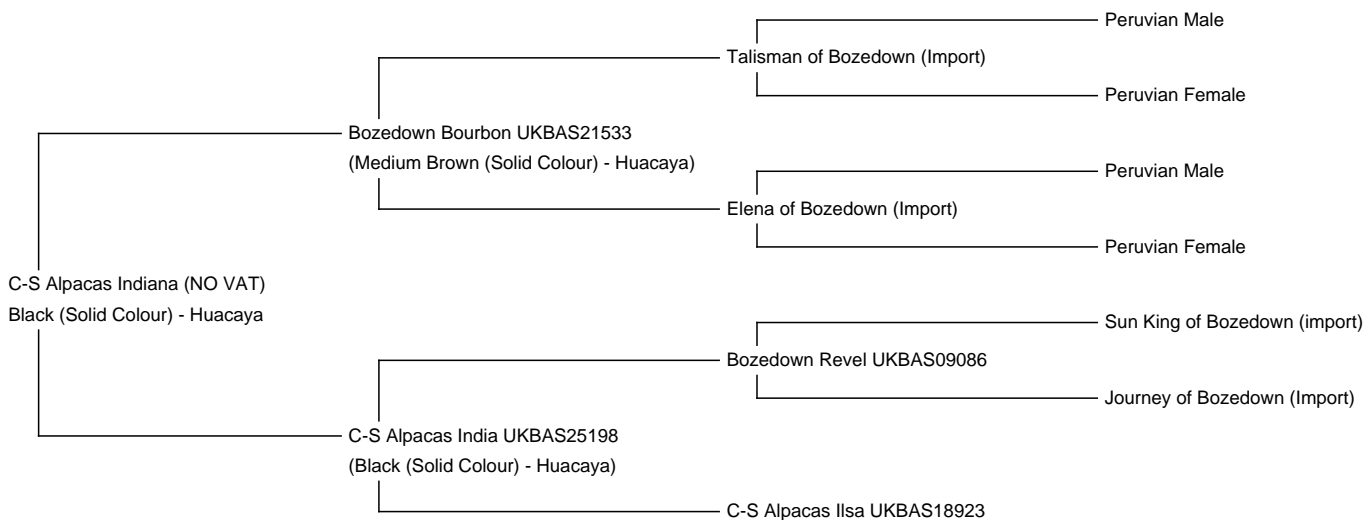 Peruvian Male
Talisman of Bozedown (Import)
Peruvian Female
Bozedown Bourbon UKBAS21533
(Medium Brown (Solid Colour) - Huacaya)
Peruvian Male
Elena of Bozedown (Import)
Peruvian Female
C-S Alpacas Indiana (NO VAT)
Black (Solid Colour) - Huacaya
Sun King of Bozedown (import)
Bozedown Revel UKBAS09086
Journey of Bozedown (Import)
C-S Alpacas India UKBAS25198
(Black (Solid Colour) - Huacaya)
C-S Alpacas Ilsa UKBAS18923